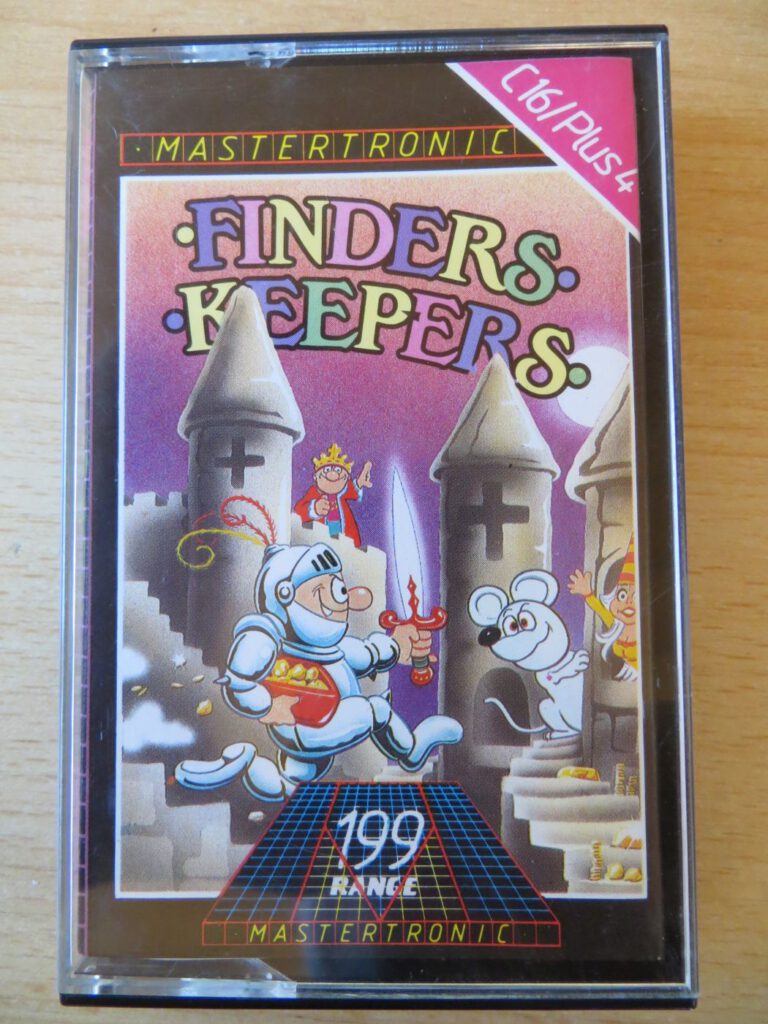 C16/Plus 4
·MASTERTRONIC
·FINDERS·
·KEEPERS·
199
RANGE
·MASTERTRONIC·